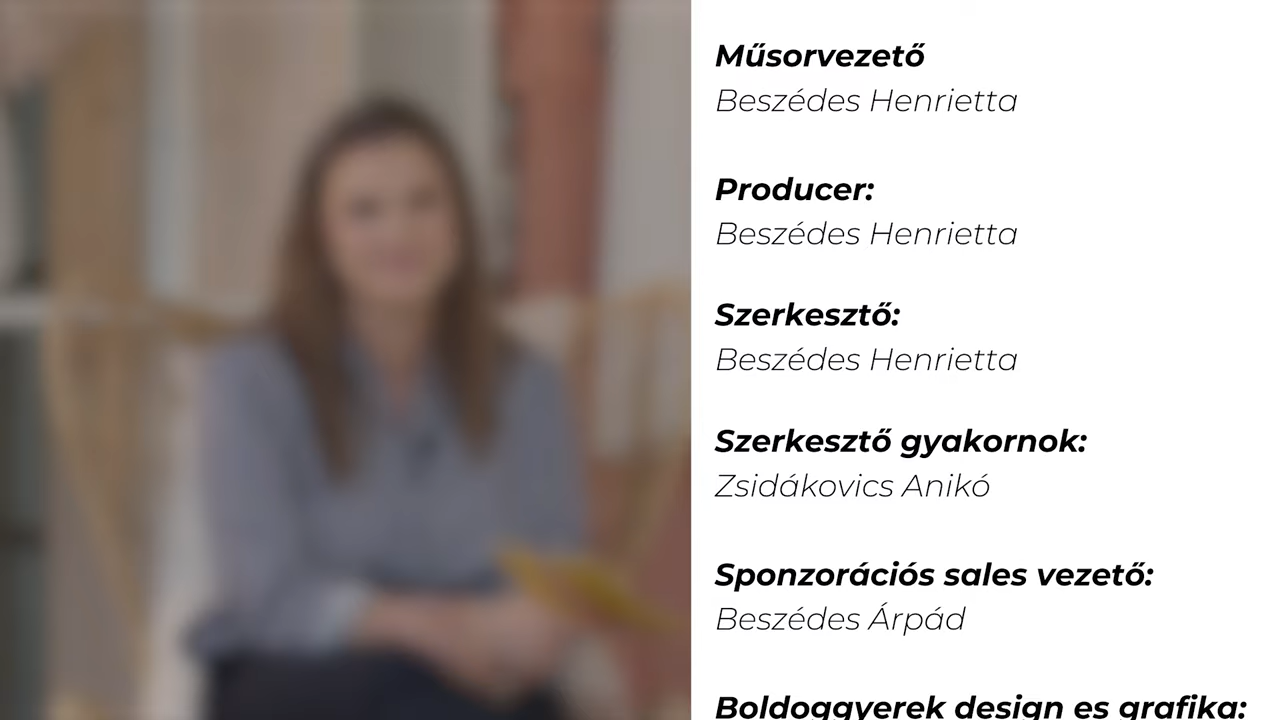 Műsorvezető
Beszédes Henrietta
Producer:
Beszédes Henrietta
Szerkesztő:
Beszédes Henrietta
Szerkesztő gyakornok:
Zsidákovics Anikó
Sponzorációs sales vezető:
Beszédes Árpád
Boldoggyerek design es grafika: